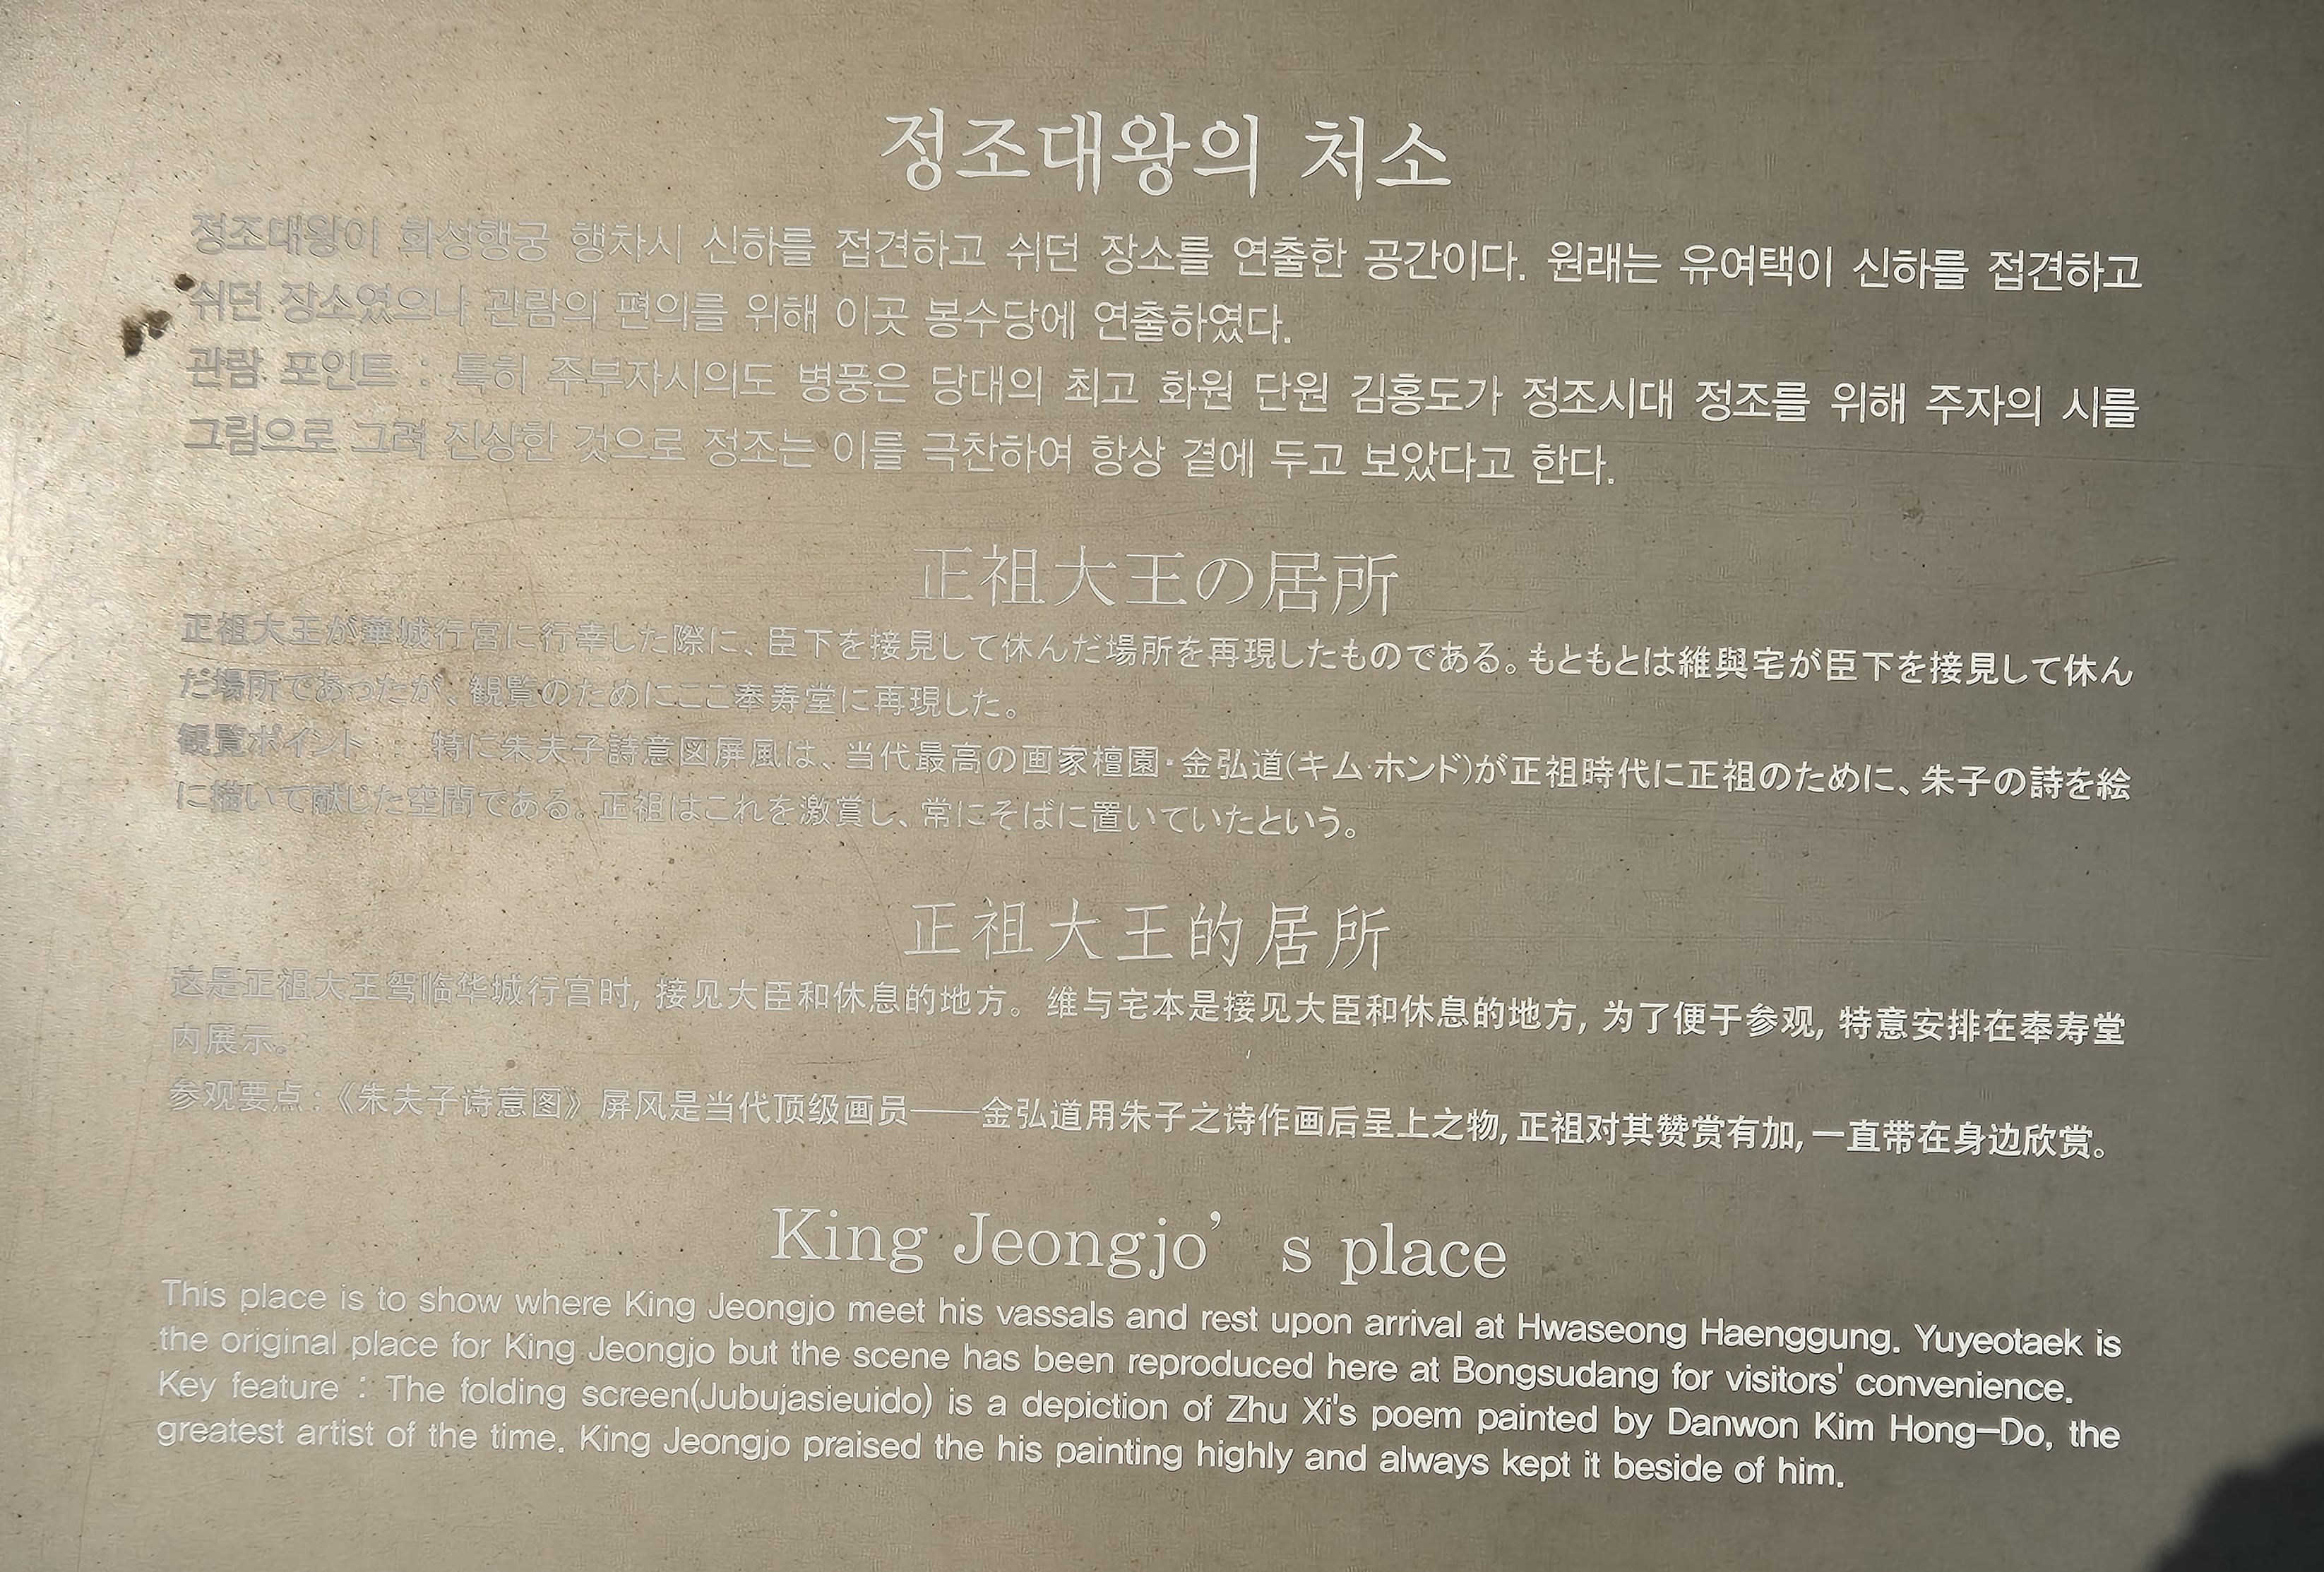 정조대왕의 처소
정조대왕이 화성행궁 행차시 신하를 접견하고 쉬던 장소를 연출한 공간이다. 원래는 유여택이 신하를 접견하고
쉬던 장소였으나 관람의 편의를 위해 이곳 봉수당에 연출하였다.
관람 포인트 : 특히 주부자시의도 병풍은 당대의 최고 화원 단원 김홍도가 정조시대 정조를 위해 주자의 시를
그림으로 그려 진상한 것으로 정조는 이를 극찬하여 항상 곁에 두고 보았다고 한다.
正祖大王の居所
正祖大王が華城行宮に行幸した際に、臣下を接見して休んだ場所を再現したものである。もともとは維與宅が臣下を接見して休ん
だ場所であったが、観覧のためにここ奉寿堂に再現した。
観覧ポイント : 特に朱夫子詩意図屏風は、当代最高の画家檀園·金弘道(キム·ホンド)が正祖時代に正祖のために、朱子の詩を絵
に描いて献じた空間である。正祖はこれを激賞し、常にそばに置いていたという。
正祖大王的居所
这是正祖大王驾临华城行宫时, 接见大臣和休息的地方。维与宅本是接见大臣和休息的地方, 为了便于参观, 特意安排在奉寿堂
内展示。
参观要点 :《朱夫子诗意图》屏风是当代顶级画员——金弘道用朱子之诗作画后呈上之物, 正祖对其赞赏有加, 一直带在身边欣赏。
King Jeongjo’ s place
This place is to show where King Jeongjo meet his vassals and rest upon arrival at Hwaseong Haenggung. Yuyeotaek is
the original place for King Jeongjo but the scene has been reproduced here at Bongsudang for visitors' convenience.
Key feature : The folding screen(Jubujasieuido) is a depiction of Zhu Xi's poem painted by Danwon Kim Hong-Do, the
greatest artist of the time. King Jeongjo praised the his painting highly and always kept it beside of him.